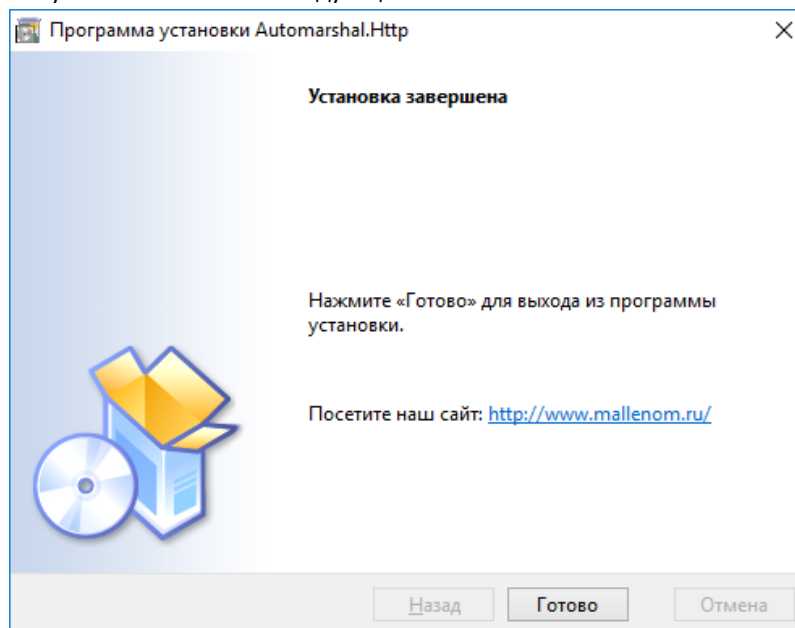 Программа установки Automarshal.Http
Установка завершена
Нажмите «Готово» для выхода из программы
установки.
Посетите наш сайт: http://www.mallenom.ru/
Назад Готово Отмена